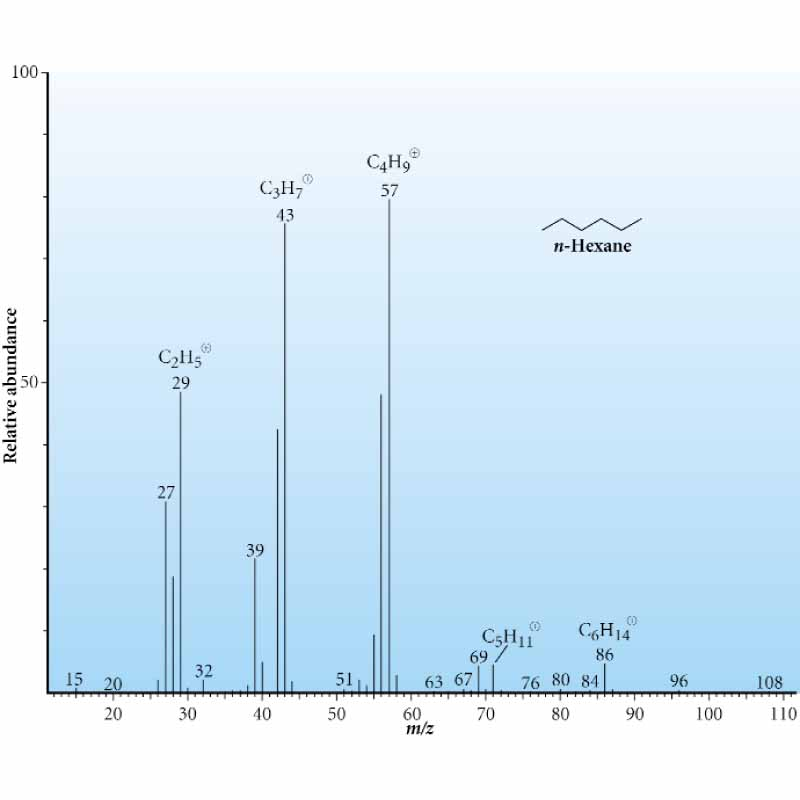 100
C₄H₉⊕
57
C₃H₇⊕
43
n-Hexane
C₂H₅⊕
29
50
Relative abundance
27
39
C₅H₁₁⊕
C₆H₁₄⊕
69
86
15
20
32
51
63
67
76
80
84
96
108
20 30 40 50 60 70 80 90 100 110
m/z